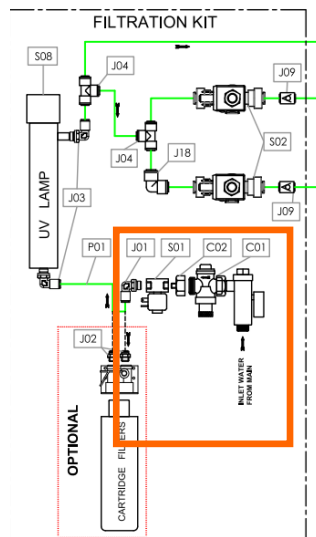 FILTRATION KIT
S08
J04
J09
UV LAMP
J04
J18
S02
J03
J09
P01
J01
S01
C02
C01
J02
INLET WATER
FROM MAIN
OPTIONAL
CARTRIDGE FILTERS